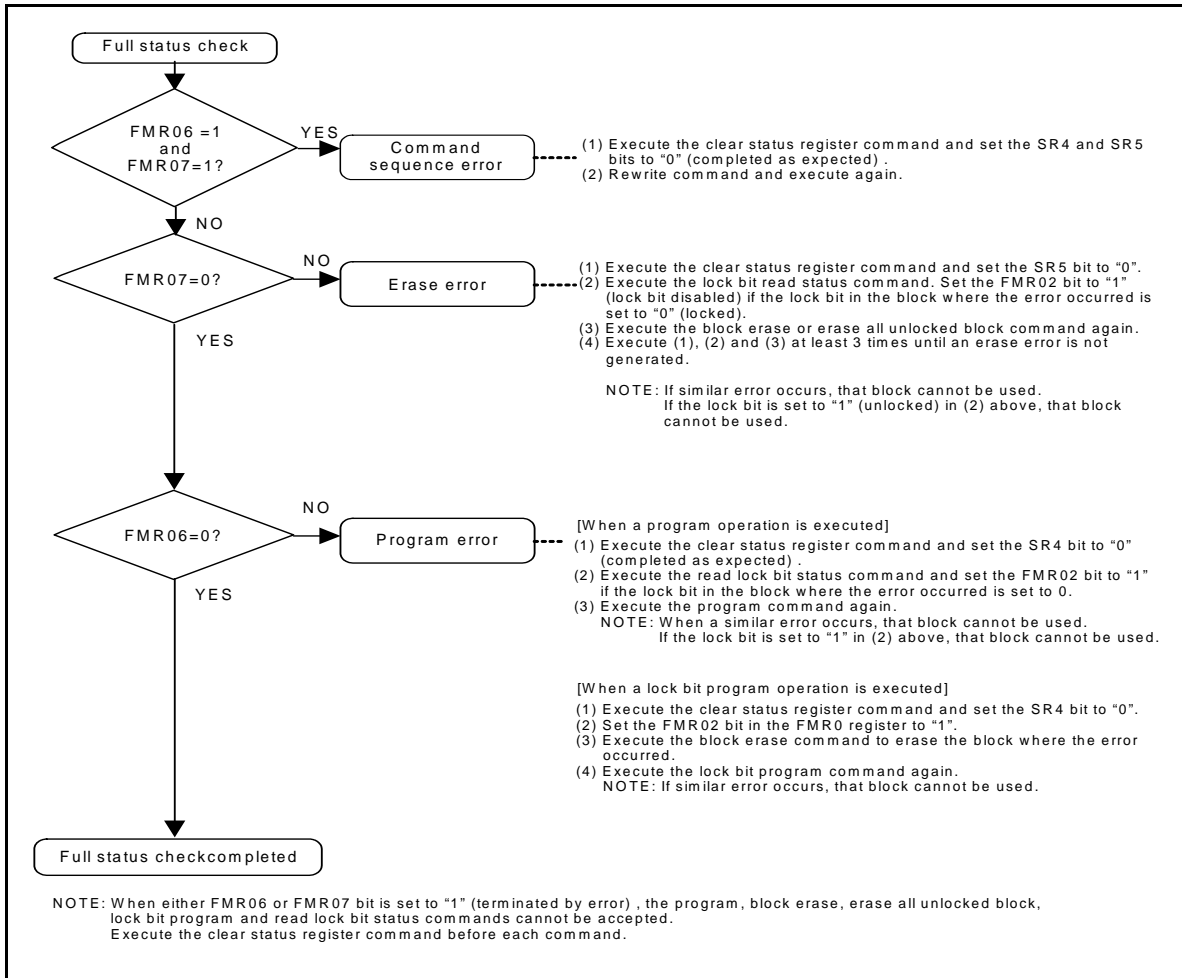 Full status check
FMR06 =1
and
FMR07=1?
YES
Command
sequence error
(1) Execute the clear status register command and set the SR4 and SR5
bits to “0” (completed as expected) .
(2) Rewrite command and execute again.
NO
FMR07=0?
NO
Erase error
(1) Execute the clear status register command and set the SR5 bit to “0”.
(2) Execute the lock bit read status command. Set the FMR02 bit to “1”
(lock bit disabled) if the lock bit in the block where the error occurred is
set to “0” (locked).
(3) Execute the block erase or erase all unlocked block command again.
(4) Execute (1), (2) and (3) at least 3 times until an erase error is not
generated.
NOTE: If similar error occurs, that block cannot be used.
If the lock bit is set to “1” (unlocked) in (2) above, that block
cannot be used.
YES
FMR06=0?
NO
Program error
[When a program operation is executed]
(1) Execute the clear status register command and set the SR4 bit to “0”
(completed as expected) .
(2) Execute the read lock bit status command and set the FMR02 bit to “1”
if the lock bit in the block where the error occurred is set to 0.
(3) Execute the program command again.
NOTE: When a similar error occurs, that block cannot be used.
If the lock bit is set to “1” in (2) above, that block cannot be used.
YES
[When a lock bit program operation is executed]
(1) Execute the clear status register command and set the SR4 bit to “0”.
(2) Set the FMR02 bit in the FMR0 register to “1”.
(3) Execute the block erase command to erase the block where the error
occurred.
(4) Execute the lock bit program command again.
NOTE: If similar error occurs, that block cannot be used.
Full status checkcompleted
NOTE: When either FMR06 or FMR07 bit is set to “1” (terminated by error) , the program, block erase, erase all unlocked block,
lock bit program and read lock bit status commands cannot be accepted.
Execute the clear status register command before each command.